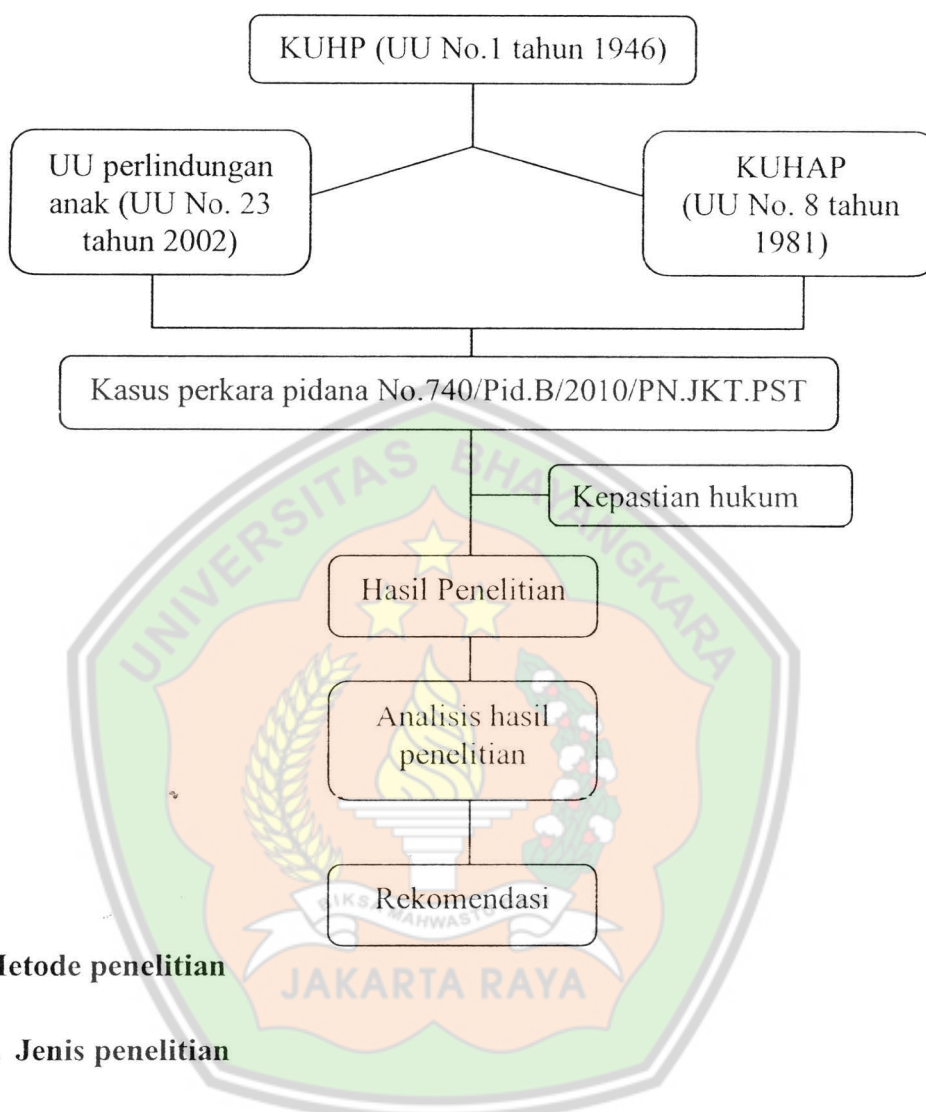 KUHP (UU No.1 tahun 1946)
UU perlindungan
anak (UU No. 23
tahun 2002)
KUHAP
(UU No. 8 tahun
1981)
Kasus perkara pidana No.740/Pid.B/2010/PN.JKT.PST
Kepastian hukum
Hasil Penelitian
Analisis hasil
penelitian
Rekomendasi
UNIVERSITAS BHAYANGKARA
JAKARTA RAYA
Metode penelitian
Jenis penelitian